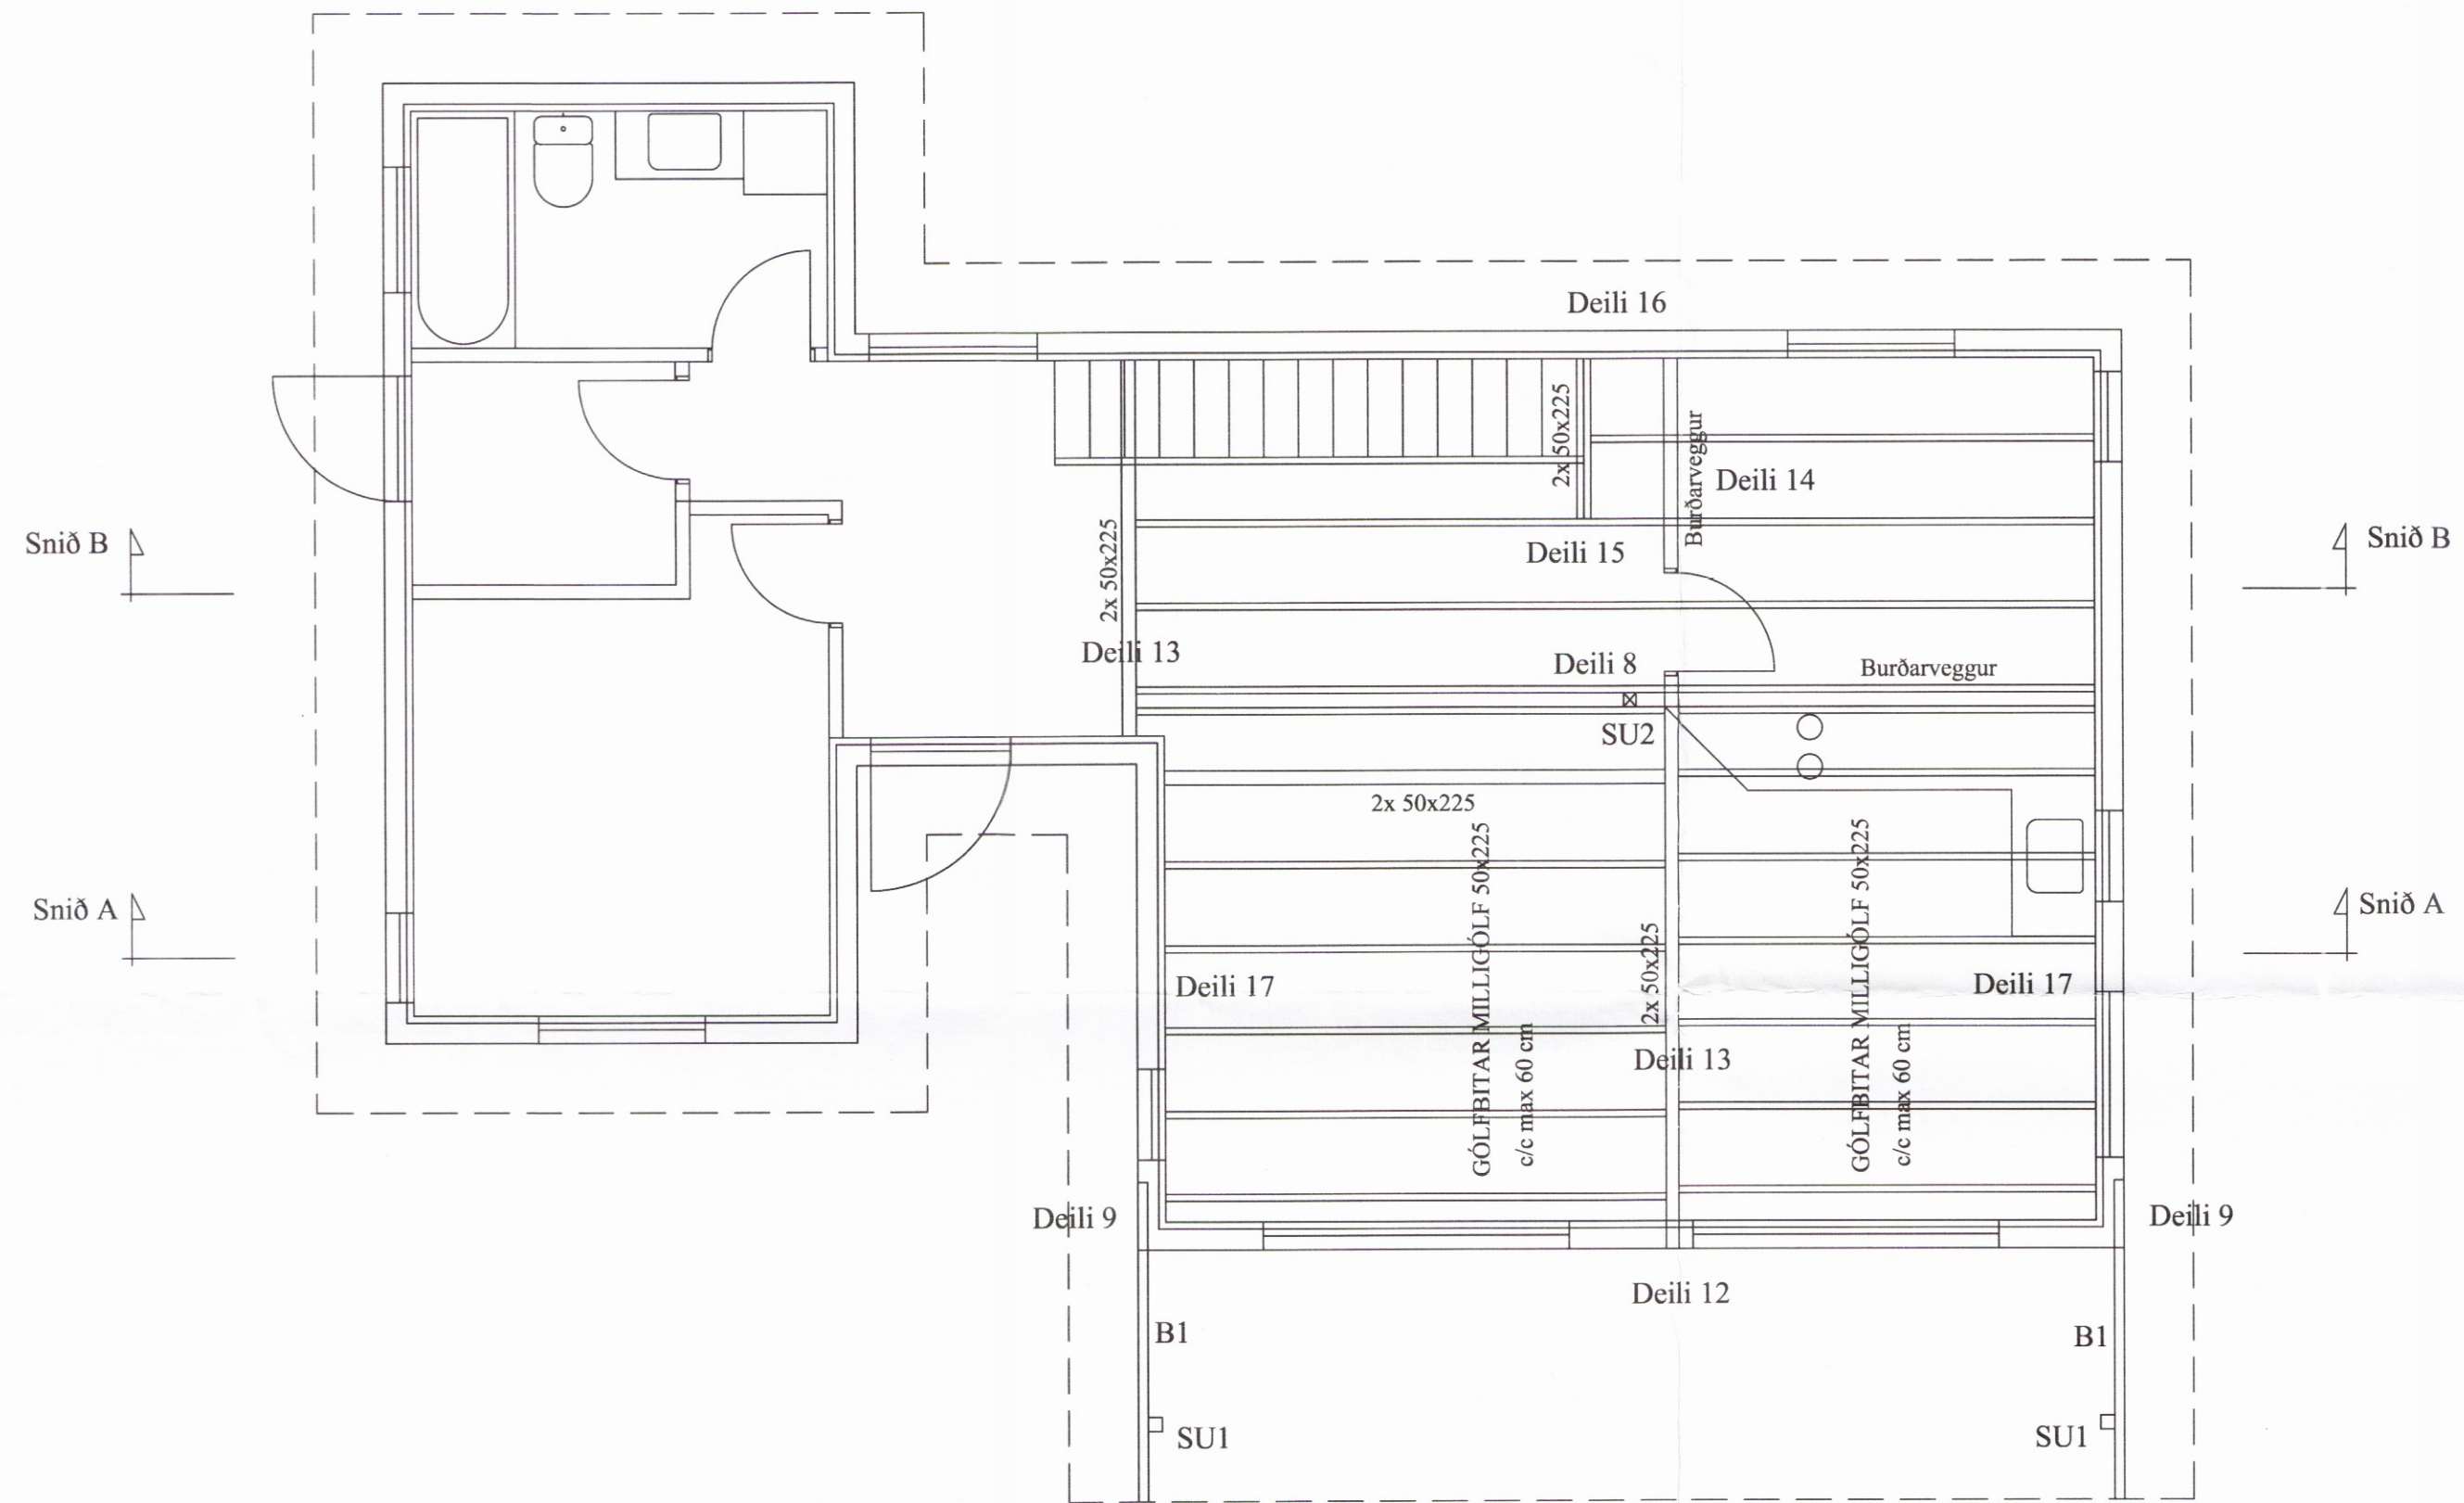 Deili 16
2x 50x225
Burðarveggur
Deili 14
Snið B
Snið B
2x 50x225
Deili 15
Deili 13
Deili 8
Burðarveggur
SU2
2x 50x225
GÓLFBITAR MILLIGÓLF 50x225
c/c max 60 cm
GÓLFBITAR MILLIGÓLF 50x225
c/c max 60 cm
Snið A
Snið A
2x 50x225
Deili 17
Deili 17
Deili 13
Deili 9
Deili 9
Deili 12
B1
B1
SU1
SU1